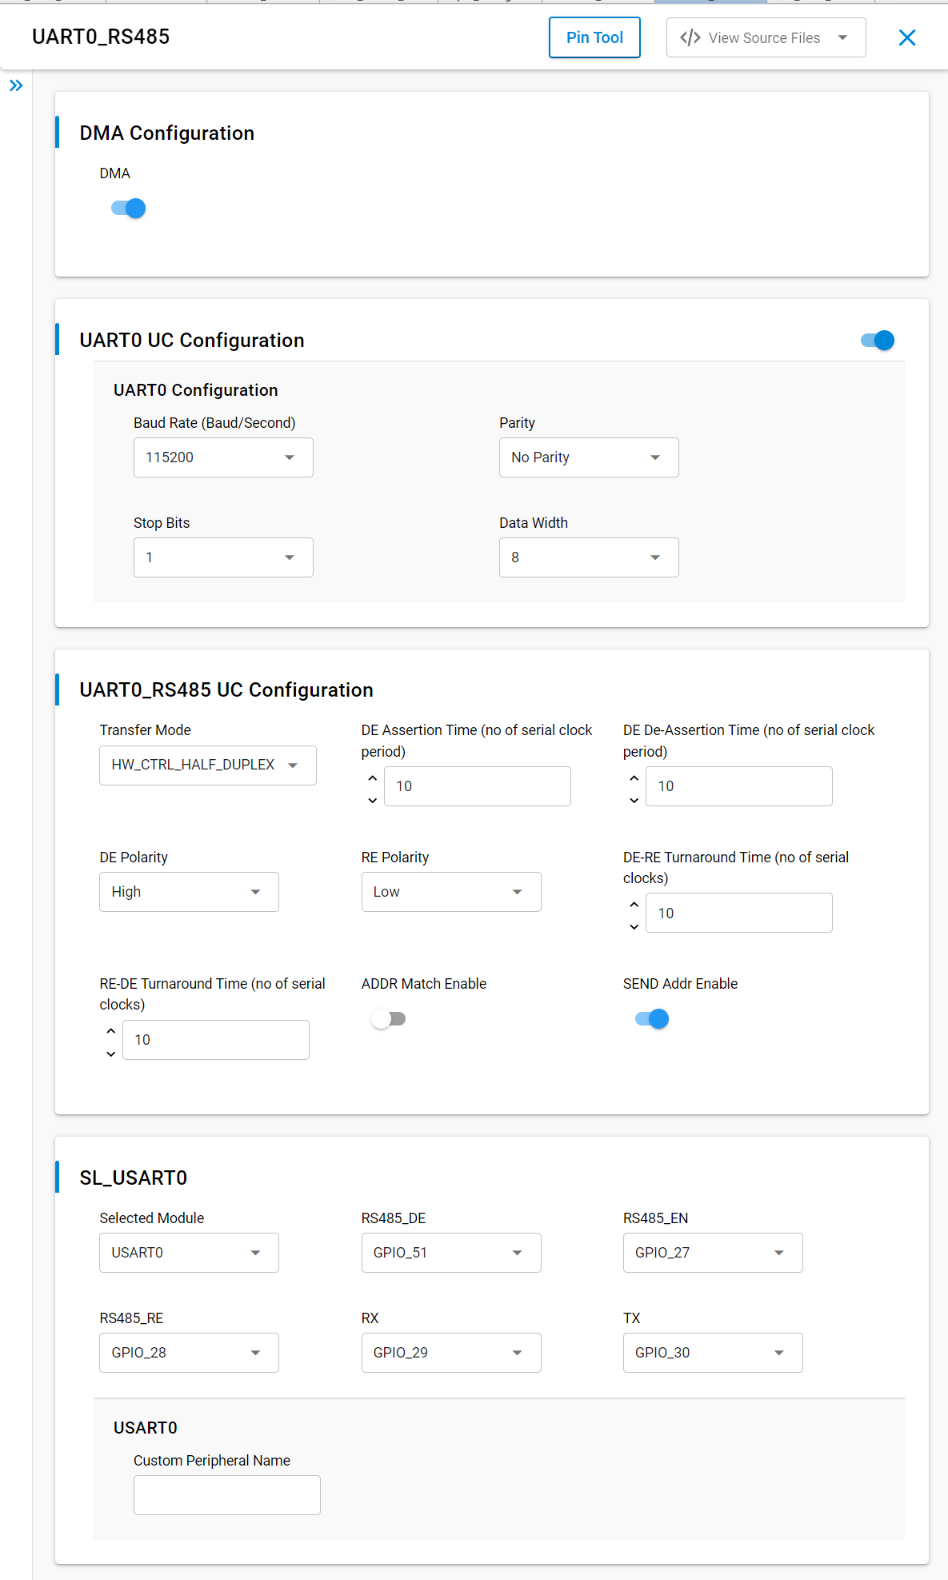 UART0_RS485
Pin Tool
View Source Files
DMA Configuration
DMA
UART0 UC Configuration
UART0 Configuration
Baud Rate (Baud/Second)
Parity
115200
No Parity
Stop Bits
Data Width
1
8
UART0_RS485 UC Configuration
Transfer Mode
DE Assertion Time (no of serial clock
period)
DE De-Assertion Time (no of serial clock
period)
HW_CTRL_HALF_DUPLEX
10
10
DE Polarity
RE Polarity
DE-RE Turnaround Time (no of serial
clocks)
High
Low
10
RE-DE Turnaround Time (no of serial
clocks)
ADDR Match Enable
SEND Addr Enable
10
SL_USART0
Selected Module
RS485_DE
RS485_EN
USART0
GPIO_51
GPIO_27
RS485_RE
RX
TX
GPIO_28
GPIO_29
GPIO_30
USART0
Custom Peripheral Name